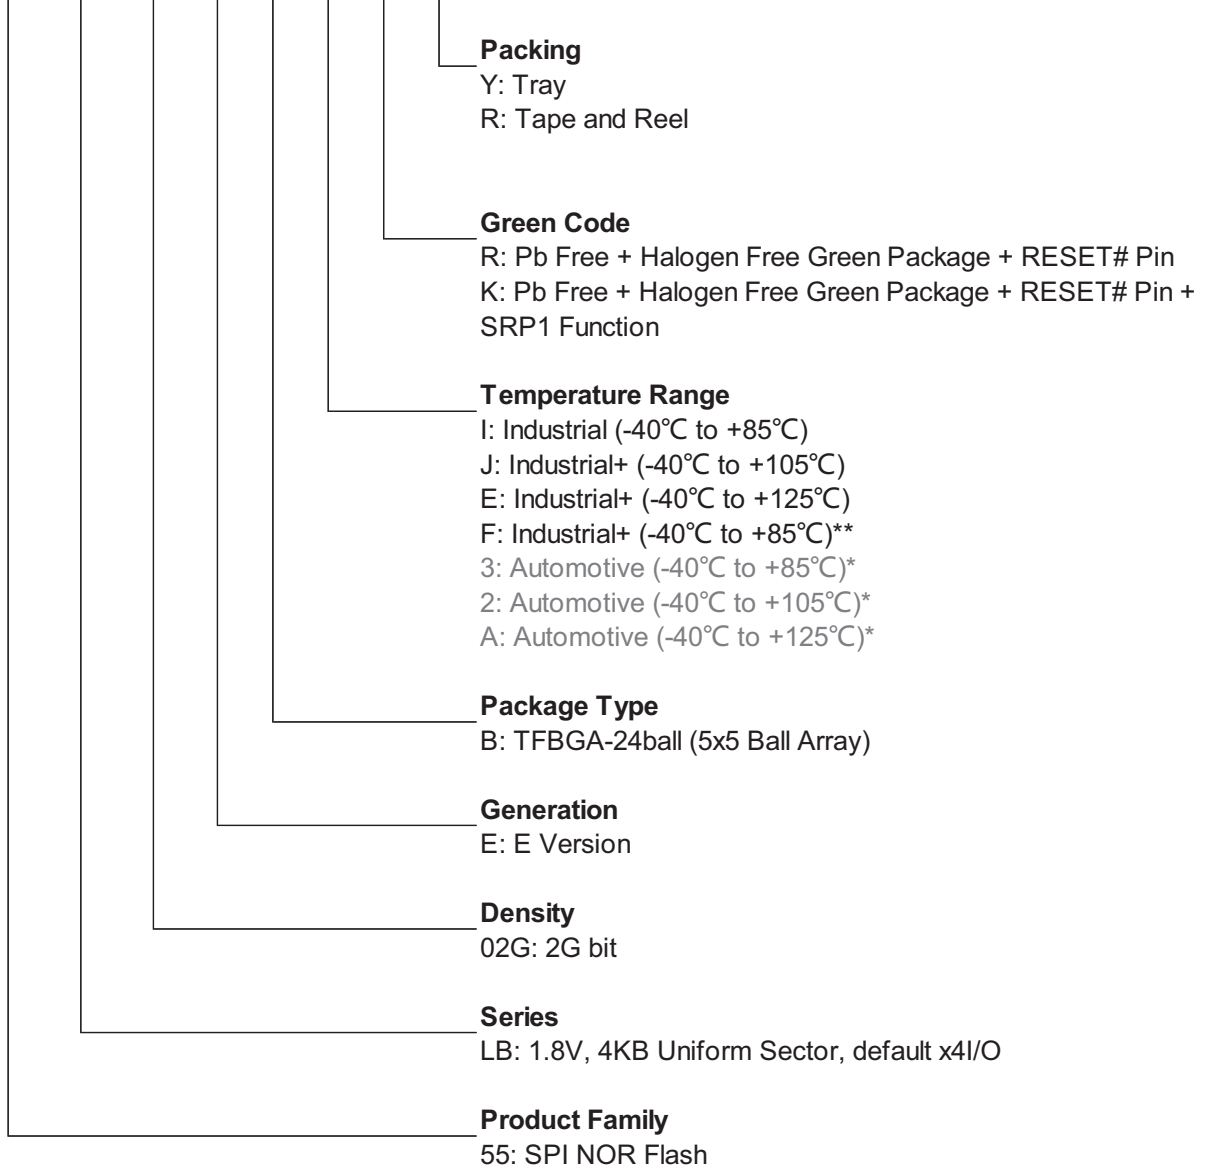 Packing
Y: Tray
R: Tape and Reel
Green Code
R: Pb Free + Halogen Free Green Package + RESET# Pin
K: Pb Free + Halogen Free Green Package + RESET# Pin +
SRP1 Function
Temperature Range
I: Industrial (-40℃ to +85℃)
J: Industrial+ (-40℃ to +105℃)
E: Industrial+ (-40℃ to +125℃)
F: Industrial+ (-40℃ to +85℃)**
3: Automotive (-40℃ to +85℃)*
2: Automotive (-40℃ to +105℃)*
A: Automotive (-40℃ to +125℃)*
Package Type
B: TFBGA-24ball (5x5 Ball Array)
Generation
E: E Version
Density
02G: 2G bit
Series
LB: 1.8V, 4KB Uniform Sector, default x4I/O
Product Family
55: SPI NOR Flash